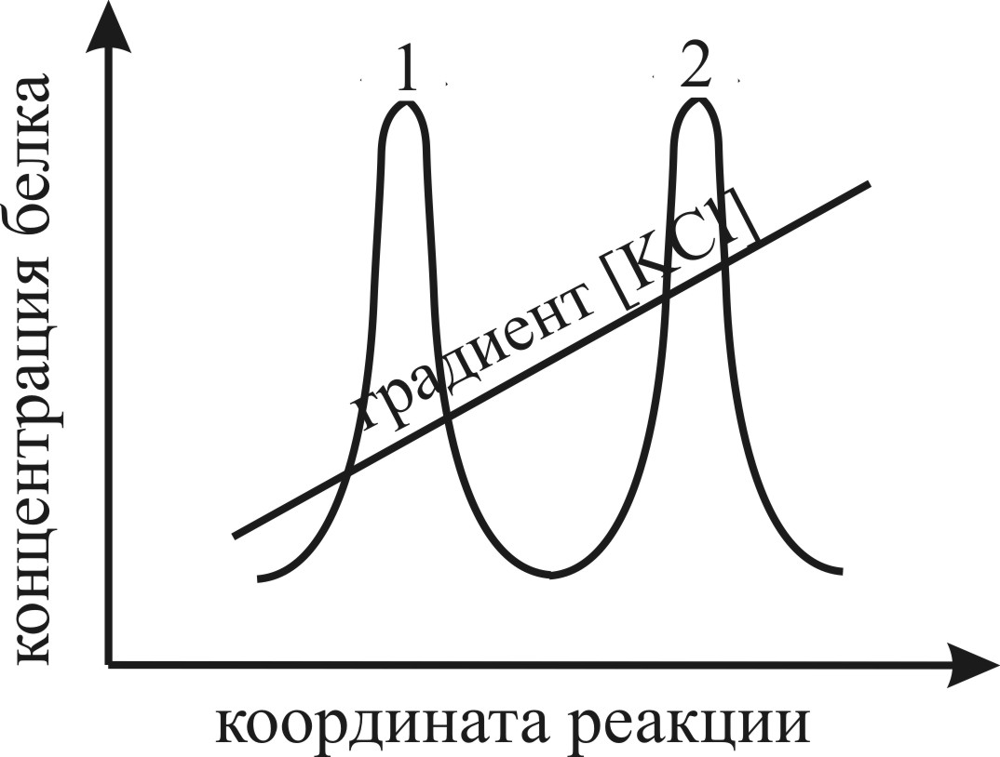 1
2
концентрация белка
градиент [KCl]
координата реакции